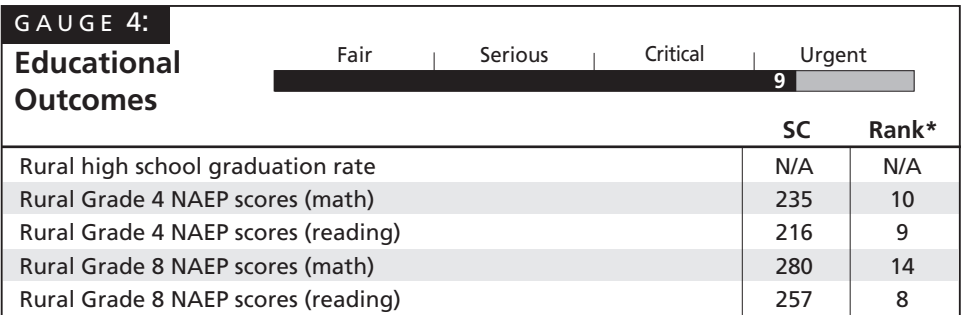 GAUGE 4:
Educational
Outcomes
Fair | Serious | Critical | Urgent
9
SC Rank*
Rural high school graduation rate N/A N/A
Rural Grade 4 NAEP scores (math) 235 10
Rural Grade 4 NAEP scores (reading) 216 9
Rural Grade 8 NAEP scores (math) 280 14
Rural Grade 8 NAEP scores (reading) 257 8